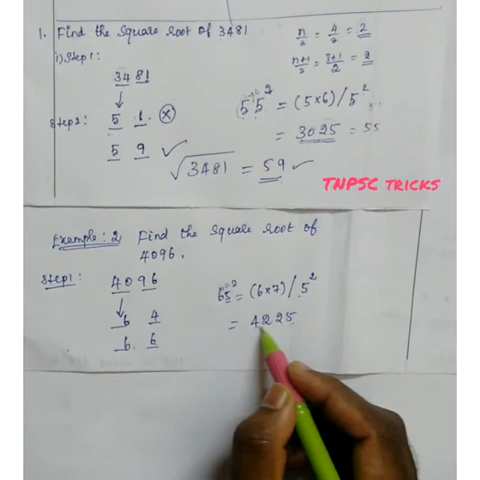 1. Find the Square root of 3481
n/2 = 4/2 = 2
1) Step 1:
n+1/2 = 3+1/2 = 2
34 81
↓
55² = (5×6) / 5²
Step 2: 5 1. ⊗
= 3025 = 55
5 9 ✓
√3481 = 59 ✓
TNPSC TRICKS
Example: 2) Find the Square root of
4096.
Step 1: 40 96
65² = (6×7) / 5²
↓
6 4
= 4225
6. 6